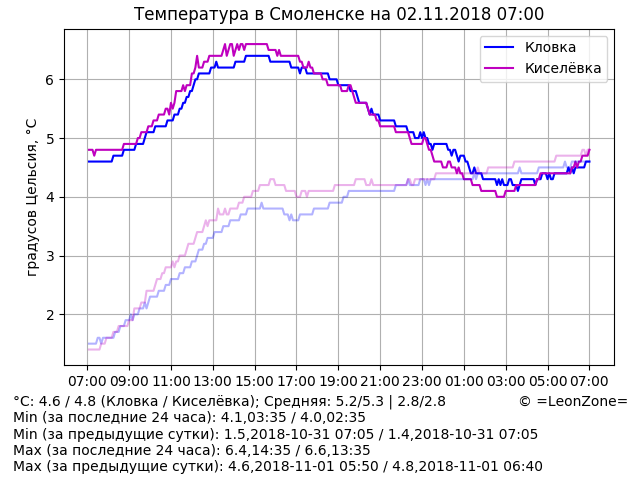 Температура в Смоленске на 02.11.2018 07:00
Кловка
Киселёвка
градусов Цельсия, °C
6
5
4
3
2
07:00 09:00 11:00 13:00 15:00 17:00 19:00 21:00 23:00 01:00 03:00 05:00 07:00
°C: 4.6 / 4.8 (Кловка / Киселёвка); Средняя: 5.2/5.3 | 2.8/2.8 © =LeonZone=
Min (за последние 24 часа): 4.1,03:35 / 4.0,02:35
Min (за предыдущие сутки): 1.5,2018-10-31 07:05 / 1.4,2018-10-31 07:05
Max (за последние 24 часа): 6.4,14:35 / 6.6,13:35
Max (за предыдущие сутки): 4.6,2018-11-01 05:50 / 4.8,2018-11-01 06:40